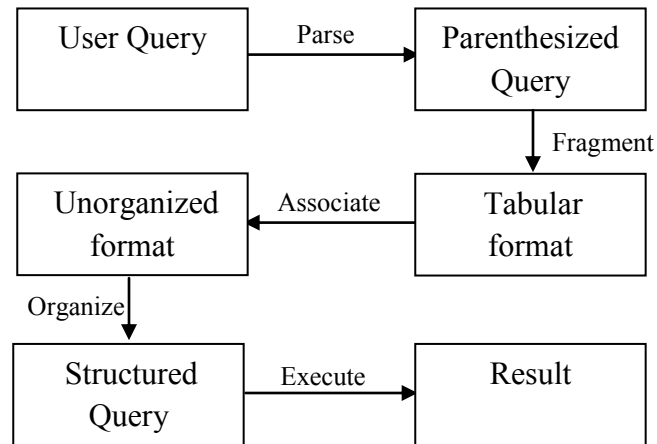 User Query
Parse
Parenthesized
Query
Fragment
Unorganized
format
Associate
Tabular
format
Organize
Structured
Query
Execute
Result